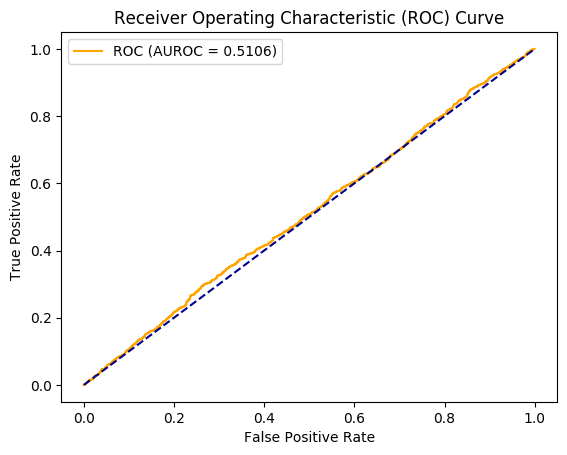 Receiver Operating Characteristic (ROC) Curve
ROC (AUROC = 0.5106)
True Positive Rate
1.0
0.8
0.6
0.4
0.2
0.0
0.0 0.2 0.4 0.6 0.8 1.0
False Positive Rate